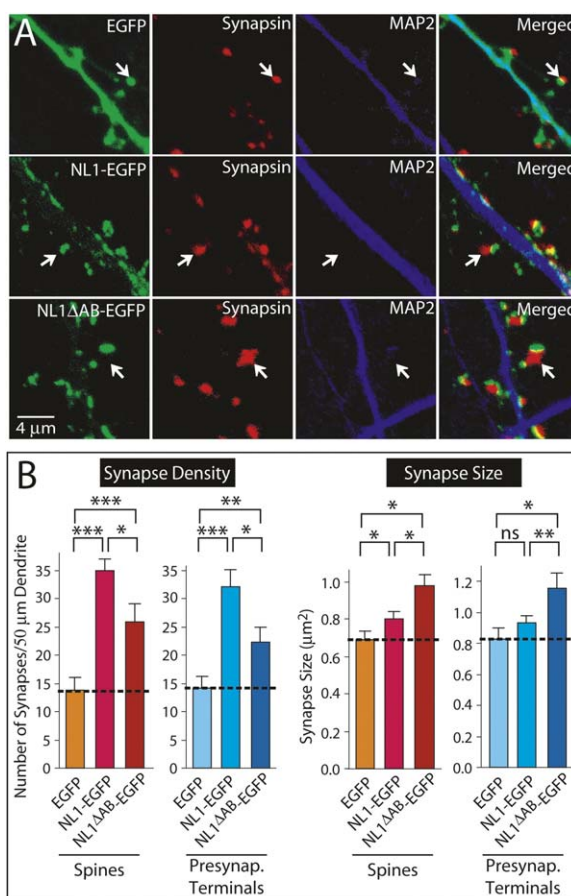 A
EGFP Synapsin MAP2 Merged
NL1-EGFP Synapsin MAP2 Merged
NL1ΔAB-EGFP Synapsin MAP2 Merged
4 μm
B
Synapse Density Synapse Size
*** ** * *
*** * *** * * * ns **
Number of Synapses/50 μm Dendrite
35 35 1.0 1.2
30 30 1.0
25 25 0.8
20 20 0.6 0.8
15 15 0.6
10 10 0.4 0.4
5 5 0.2 0.2
0 0 0.0 0.0
Synapse Size (μm²)
EGFP NL1-EGFP NL1ΔAB-EGFP EGFP NL1-EGFP NL1ΔAB-EGFP EGFP NL1-EGFP NL1ΔAB-EGFP EGFP NL1-EGFP NL1ΔAB-EGFP
Spines Presynap. Spines Presynap.
Terminals Terminals